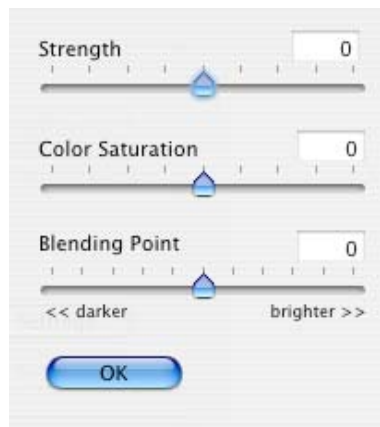 Strength 0
Color Saturation 0
Blending Point 0
<< darker brighter >>
OK